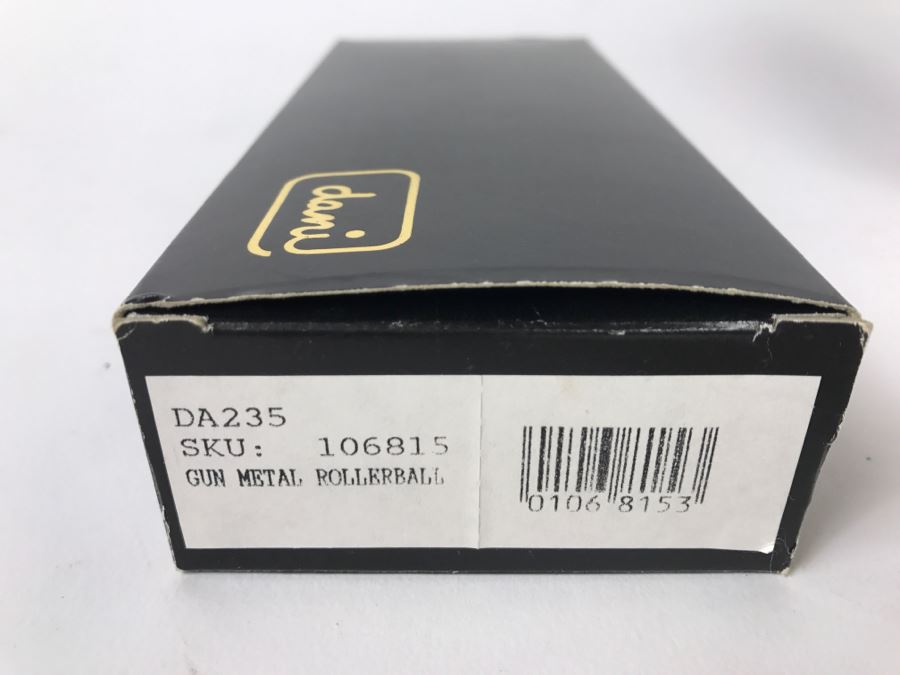 dani
DA235
SKU: 106815
GUN METAL ROLLERBALL
0106 8153